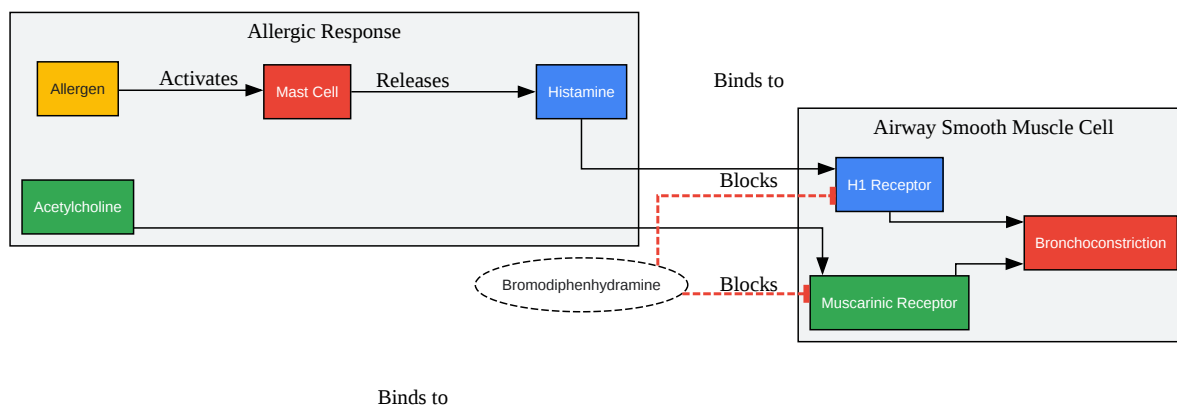 Allergic Response
Allergen
Activates
Mast Cell
Releases
Histamine
Binds to
Airway Smooth Muscle Cell
Acetylcholine
Blocks
H1 Receptor
Bronchoconstriction
Bromodiphenhydramine
Blocks
Muscarinic Receptor
Binds to